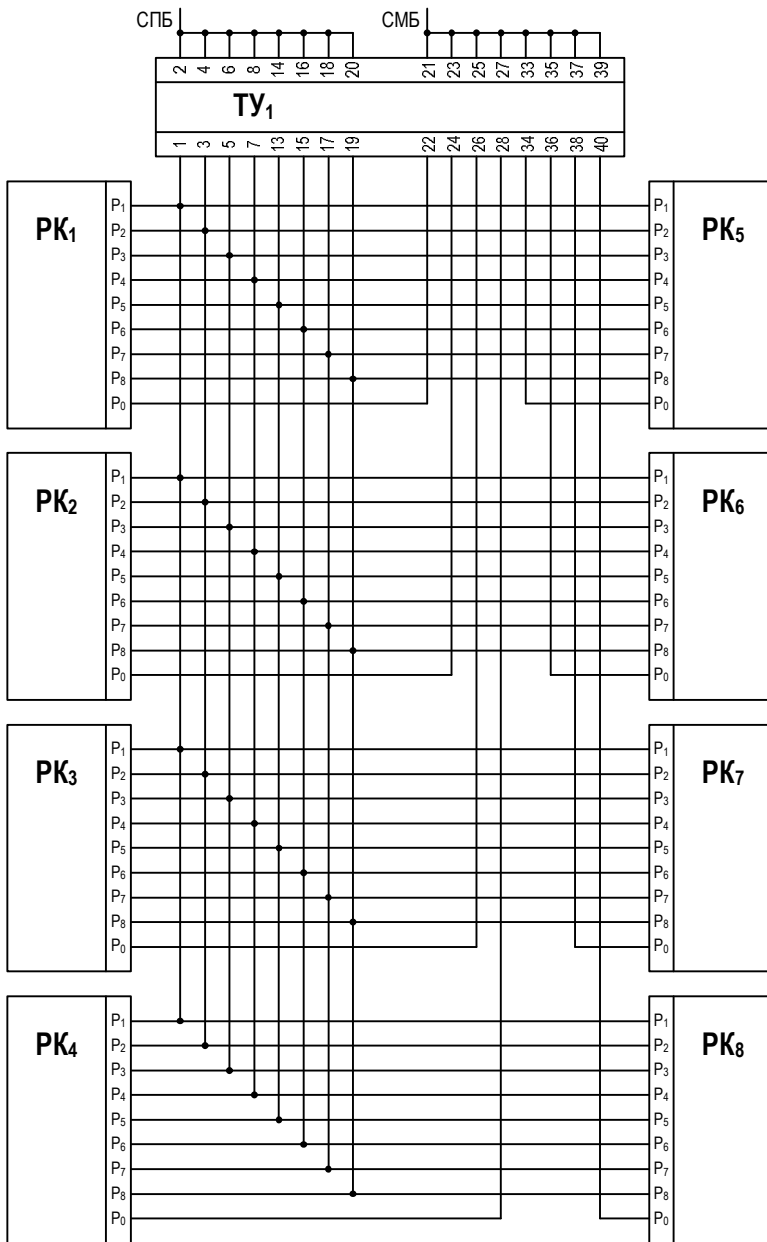 СПБ СМБ
2 4 6 8 14 16 18 20 21 23 25 27 33 35 37 39
ТУ₁
1 3 5 7 13 15 17 19 22 24 26 28 34 36 38 40
РК₁
P₁
P₂
P₃
P₄
P₅
P₆
P₇
P₈
P₀
РК₅
P₁
P₂
P₃
P₄
P₅
P₆
P₇
P₈
P₀
РК₂
P₁
P₂
P₃
P₄
P₅
P₆
P₇
P₈
P₀
РК₆
P₁
P₂
P₃
P₄
P₅
P₆
P₇
P₈
P₀
РК₃
P₁
P₂
P₃
P₄
P₅
P₆
P₇
P₈
P₀
РК₇
P₁
P₂
P₃
P₄
P₅
P₆
P₇
P₈
P₀
РК₄
P₁
P₂
P₃
P₄
P₅
P₆
P₇
P₈
P₀
РК₈
P₁
P₂
P₃
P₄
P₅
P₆
P₇
P₈
P₀